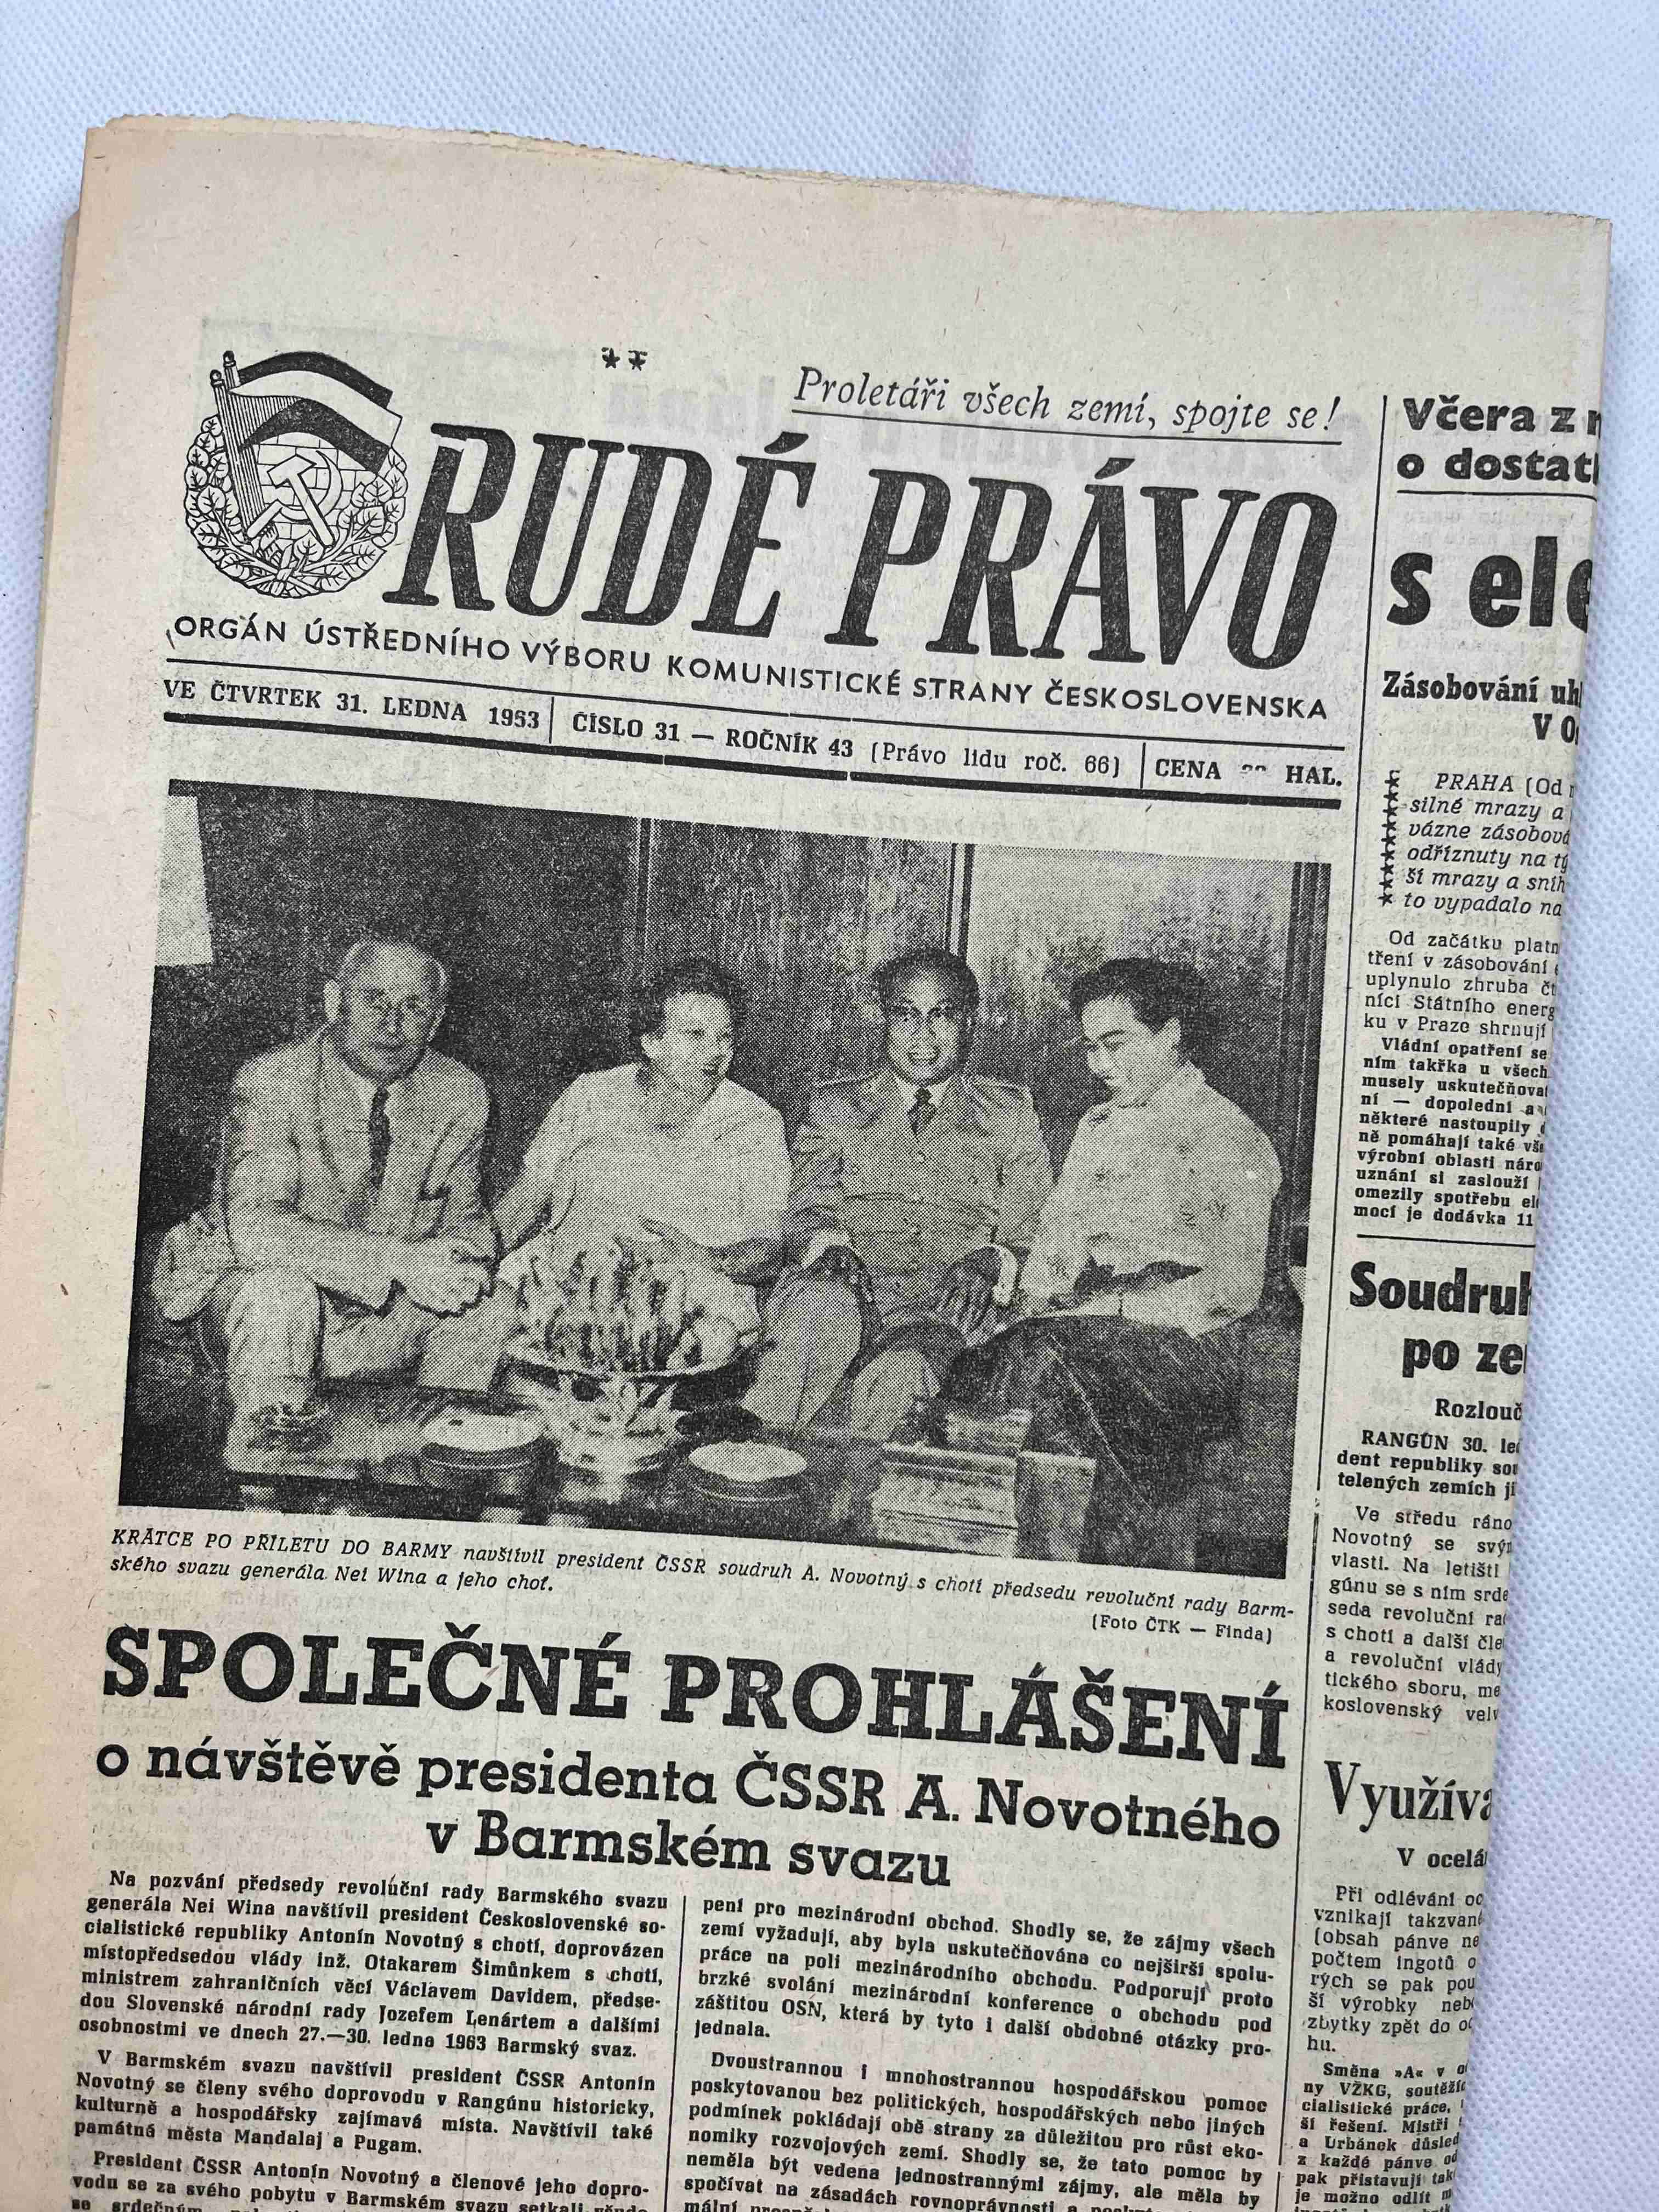 **
Proletáři všech zemí, spojte se!
RUDÉ PRÁVO
ORGÁN ÚSTŘEDNÍHO VÝBORU KOMUNISTICKÉ STRANY ČESKOSLOVENSKA
VE ČTVRTEK 31. LEDNA 1963
ČÍSLO 31 — ROČNÍK 43 (Právo lidu roč. 66)
CENA HAL.
KRÁTCE PO PŘÍLETU DO BARMY navštívil president ČSSR soudruh A. Novotný s chotí předsedu revoluční rady Barm-
ského svazu generála Nei Wina a jeho choť.
(Foto ČTK — Finda)
SPOLEČNÉ PROHLÁŠENÍ
o návštěvě presidenta ČSSR A. Novotného
v Barmském svazu
Na pozvání předsedy revoluční rady Barmského svazu
generála Nei Wina navštívil president Československé so-
cialistické republiky Antonín Novotný s chotí, doprovázen
místopředsedou vlády inž. Otakarem Šimůnkem s chotí,
ministrem zahraničních věcí Václavem Davidem, předse-
dou Slovenské národní rady Jozefem Lenártem a dalšími
osobnostmi ve dnech 27.—30. ledna 1963 Barmský svaz.
V Barmském svazu navštívil president ČSSR Antonín
Novotný se členy svého doprovodu v Rangúnu historicky,
kulturně a hospodářsky zajímavá místa. Navštívil také
památná města Mandalaj a Pugam.
President ČSSR Antonín Novotný a členové jeho dopro-
vodu se za svého pobytu v Barmském svazu setkali
se srdečným
pení pro mezinárodní obchod. Shodly se, že zájmy všech
zemí vyžadují, aby byla uskutečňována co nejširší spolu-
práce na poli mezinárodního obchodu. Podporují proto
brzké svolání mezinárodní konference o obchodu pod
záštitou OSN, která by tyto i další obdobné otázky pro-
jednala.
Dvoustrannou i mnohostrannou hospodářskou pomoc
poskytovanou bez politických, hospodářských nebo jiných
podmínek pokládají obě strany za důležitou pro růst eko-
nomiky rozvojových zemí. Shodly se, že tato pomoc by
neměla být vedena jednostrannými zájmy, ale měla by
spočívat na zásadách rovnoprávnosti a
Včera z
o dostat
s ele
Zásobování uh
V O
PRAHA (Od
silné mrazy a
vázne zásobová
odříznuty na tý
ší mrazy a sníh
to vypadalo na
Od začátku platn
tření v zásobování
uplynulo zhruba čt
níci Státního energ
ku v Praze shrnují
Vládní opatření se
ním takřka u všech
musely uskutečňovat
ní — dopolední a
některé nastoupily
ně pomáhají také vš
výrobní oblasti náro
uznání si zaslouží
omezily spotřebu el
mocí je dodávka 11
Soudruh
po ze
Rozlouč
RANGÚN 30. le
dent republiky so
telených zemích ji
Ve středu ráno
Novotný se svý
vlasti. Na letišti
gúnu se s ním srde
seda revoluční ra
s chotí a další čle
a revoluční vlády
tického sboru, me
koslovenský velv
Využíva
V ocelá
Při odlévání oc
vznikají takzvan
(obsah pánve ne
počtem ingotů o
rých se pak pou
ší výrobky neb
zbytky zpět do o
hu.
Směna »A« v o
ny VŽKG, soutěží
cialistické práce,
ší řešení. Mistři
a Urbánek důsled
z každé pánve od
pak přistavují tak
je možno odlít